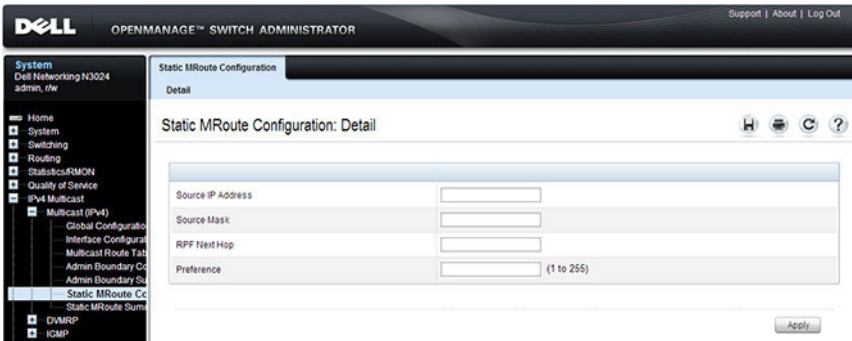 Support | About | Log Out
DELL OPENMANAGE™ SWITCH ADMINISTRATOR
System
Dell Networking N3024
admin, r/w
Home
System
Switching
Routing
Statistics/RMON
Quality of Service
IPv4 Multicast
Multicast (IPv4)
Global Configuratio
Interface Configurat
Multicast Route Tab
Admin Boundary Co
Admin Boundary Su
Static MRoute Co
Static MRoute Summ
DVMRP
IGMP
Static MRoute Configuration
Detail
Static MRoute Configuration: Detail
H C ?
Source IP Address
Source Mask
RPF Next Hop
Preference (1 to 255)
Apply